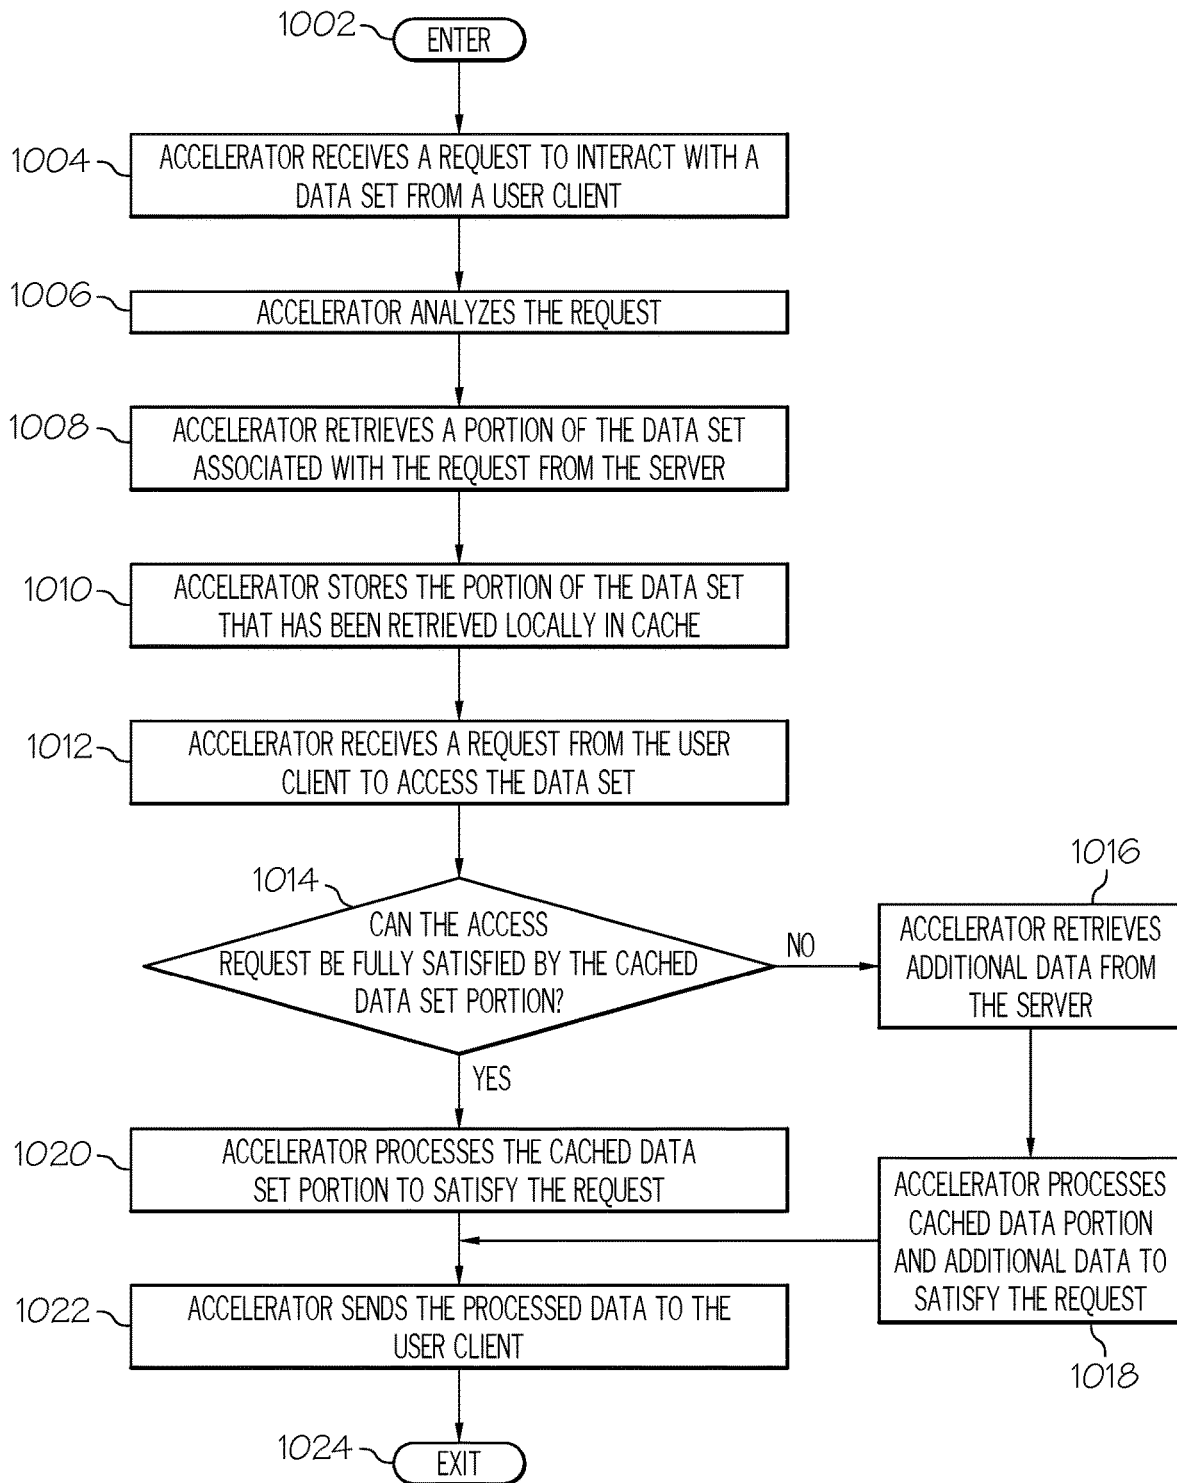 1002
ENTER
1004
ACCELERATOR RECEIVES A REQUEST TO INTERACT WITH A
DATA SET FROM A USER CLIENT
1006
ACCELERATOR ANALYZES THE REQUEST
1008
ACCELERATOR RETRIEVES A PORTION OF THE DATA SET
ASSOCIATED WITH THE REQUEST FROM THE SERVER
1010
ACCELERATOR STORES THE PORTION OF THE DATA SET
THAT HAS BEEN RETRIEVED LOCALLY IN CACHE
1012
ACCELERATOR RECEIVES A REQUEST FROM THE USER
CLIENT TO ACCESS THE DATA SET
1014
CAN THE ACCESS
REQUEST BE FULLY SATISFIED BY THE CACHED
DATA SET PORTION?
NO
1016
ACCELERATOR RETRIEVES
ADDITIONAL DATA FROM
THE SERVER
YES
1020
ACCELERATOR PROCESSES THE CACHED DATA
SET PORTION TO SATISFY THE REQUEST
ACCELERATOR PROCESSES
CACHED DATA PORTION
AND ADDITIONAL DATA TO
SATISFY THE REQUEST
1018
1022
ACCELERATOR SENDS THE PROCESSED DATA TO THE
USER CLIENT
1024
EXIT